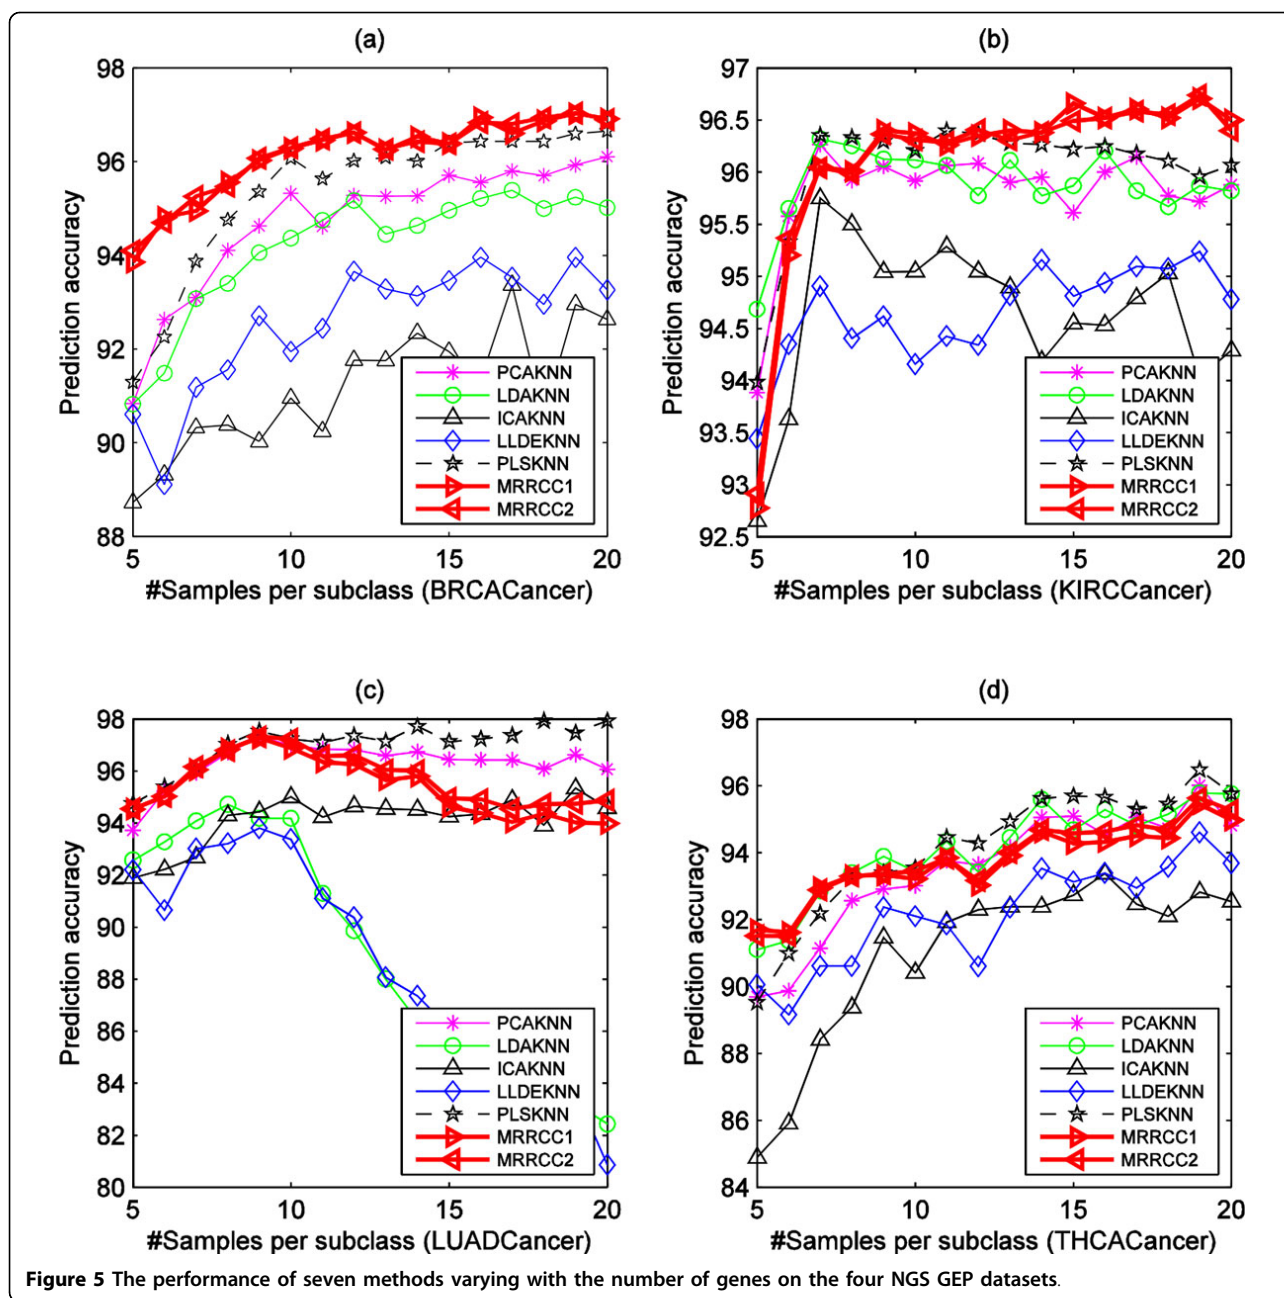 (a)
98
96
94
92
90
88
Prediction accuracy
PCAKNN
LDAKNN
ICAKNN
LLDEKNN
PLSKNN
MRRCC1
MRRCC2
5 10 15 20
#Samples per subclass (BRCACancer)
(b)
97
96.5
96
95.5
95
94.5
94
93.5
93
92.5
Prediction accuracy
PCAKNN
LDAKNN
ICAKNN
LLDEKNN
PLSKNN
MRRCC1
MRRCC2
5 10 15 20
#Samples per subclass (KIRCCancer)
(c)
98
96
94
92
90
88
86
84
82
80
Prediction accuracy
PCAKNN
LDAKNN
ICAKNN
LLDEKNN
PLSKNN
MRRCC1
MRRCC2
5 10 15 20
#Samples per subclass (LUADCancer)
(d)
98
96
94
92
90
88
86
84
Prediction accuracy
PCAKNN
LDAKNN
ICAKNN
LLDEKNN
PLSKNN
MRRCC1
MRRCC2
5 10 15 20
#Samples per subclass (THCACancer)
Figure 5 The performance of seven methods varying with the number of genes on the four NGS GEP datasets.